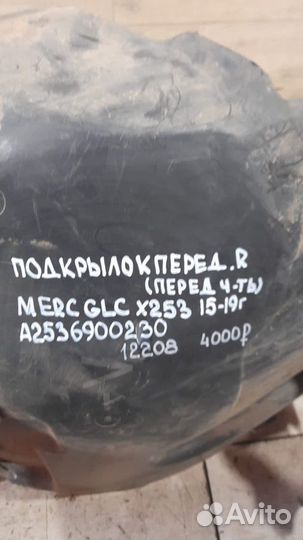 ПОДКРЫЛОК ПЕРЕД. R
(ПЕРЕД Ч-ТЬ)
MERC GLC X253 15-19г
A2536900230
12208 4000₽
Avito